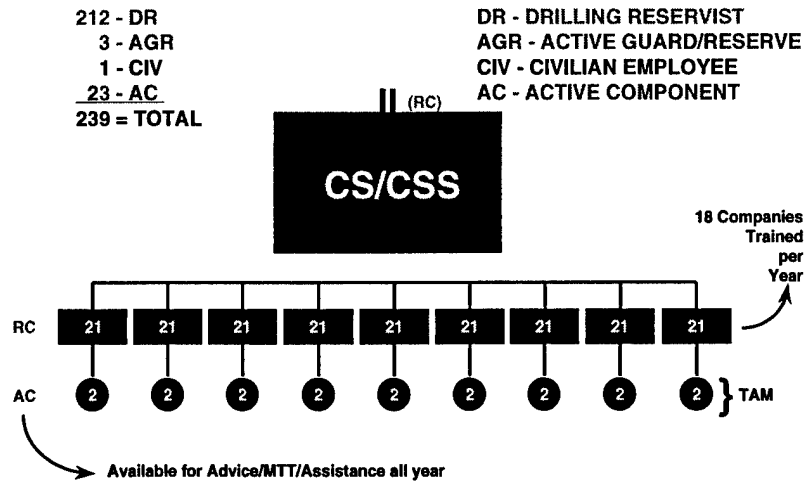 212 - DR
3 - AGR
1 - CIV
23 - AC
239 = TOTAL
DR - DRILLING RESERVIST
AGR - ACTIVE GUARD/RESERVE
CIV - CIVILIAN EMPLOYEE
AC - ACTIVE COMPONENT
(RC)
CS/CSS
18 Companies
Trained
per
Year
RC 21 21 21 21 21 21 21 21 21
AC 2 2 2 2 2 2 2 2 2 } TAM
Available for Advice/MTT/Assistance all year